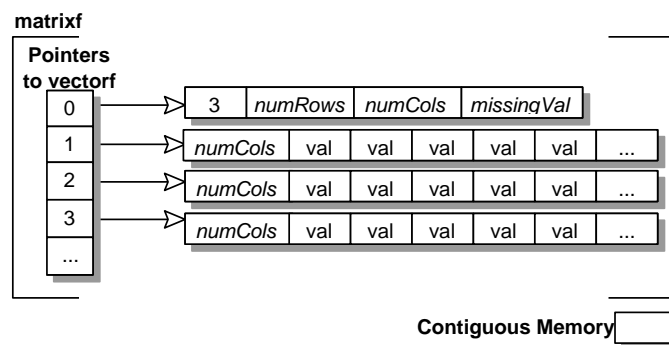 matrixf
Pointers
to vectorf
0 3 numRows numCols missingVal
1 numCols val val val val val ...
2 numCols val val val val val ...
3 numCols val val val val val ...
...
Contiguous Memory